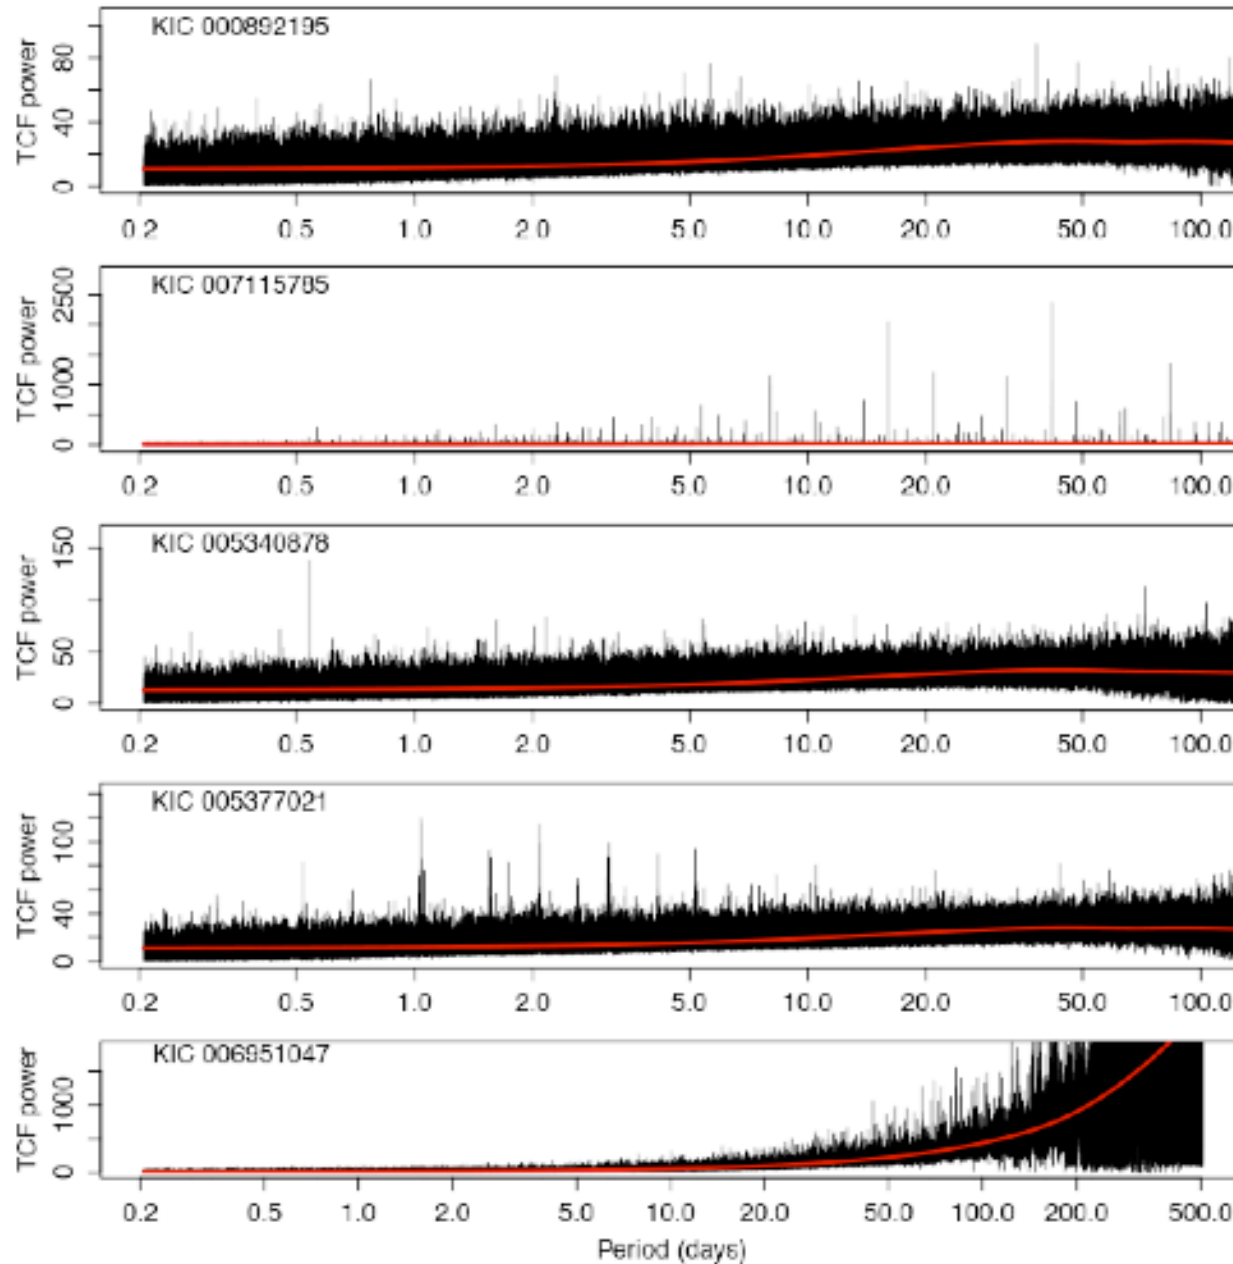 KIC 000892195
TCF power
80
40
0
0.2 0.5 1.0 2.0 5.0 10.0 20.0 50.0 100.0
KIC 007115785
TCF power
2500
1000
0
0.2 0.5 1.0 2.0 5.0 10.0 20.0 50.0 100.0
KIC 005340878
TCF power
150
50
0
0.2 0.5 1.0 2.0 5.0 10.0 20.0 50.0 100.0
KIC 005377021
TCF power
100
40
0
0.2 0.5 1.0 2.0 5.0 10.0 20.0 50.0 100.0
KIC 006951047
TCF power
1000
0
0.2 0.5 1.0 2.0 5.0 10.0 20.0 50.0 100.0 200.0 500.0
Period (days)